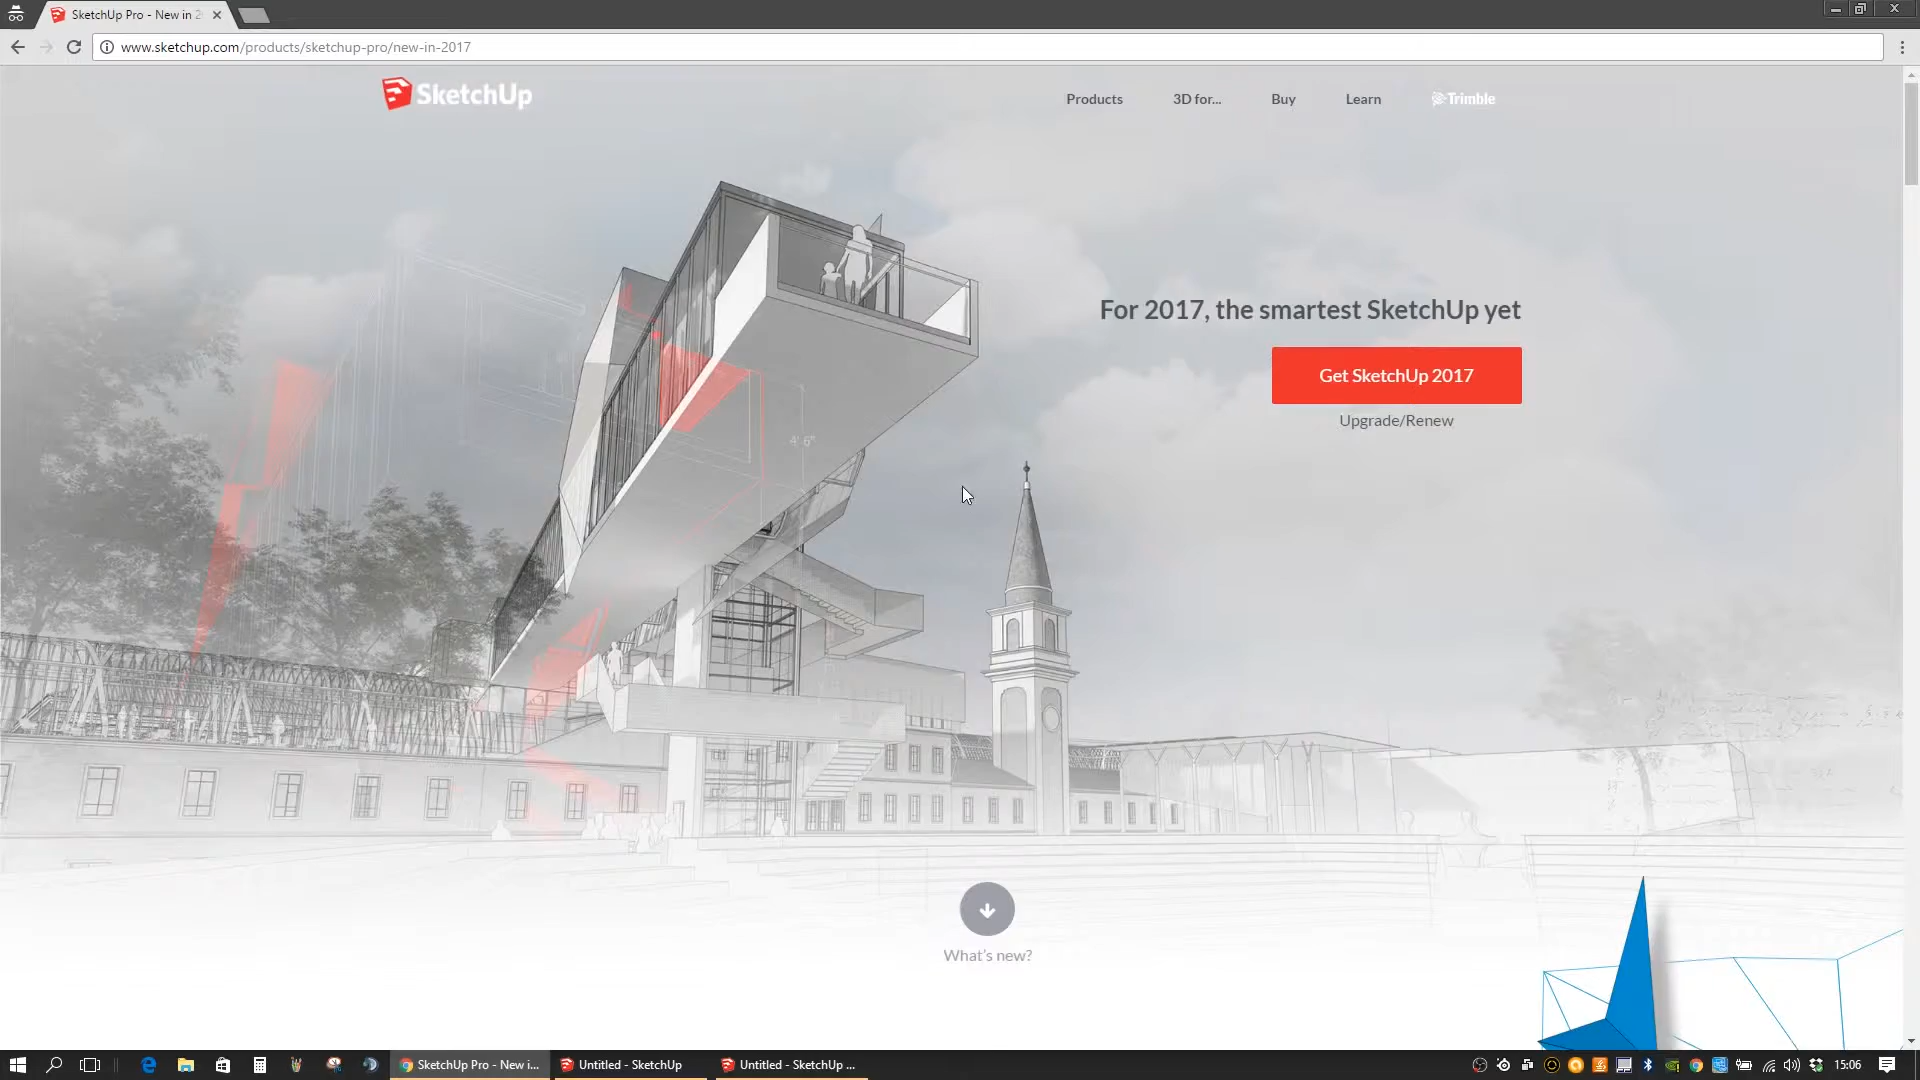 SketchUp Pro - New in 2
www.sketchup.com/products/sketchup-pro/new-in-2017
SketchUp
Products
3D for...
Buy
Learn
Trimble
For 2017, the smartest SketchUp yet
Get SketchUp 2017
Upgrade/Renew
4' 6"
What's new?
SketchUp Pro - New i...
Untitled - SketchUp
Untitled - SketchUp ...
15:06